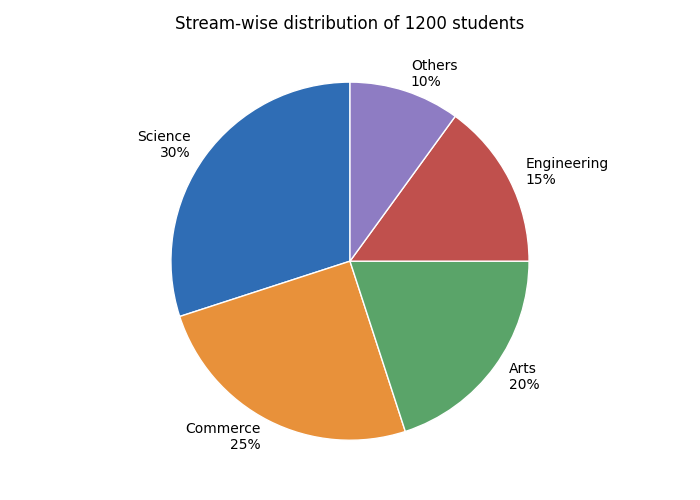 Stream-wise distribution of 1200 students
Others
10%
Science
30%
Engineering
15%
Arts
20%
Commerce
25%